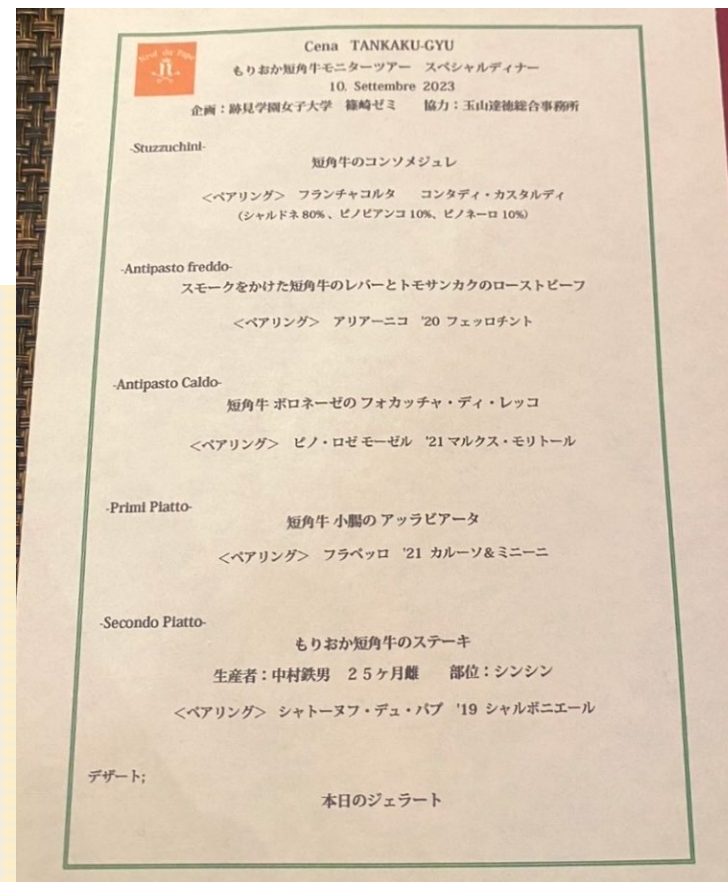 Cena TANKAKU-GYU
もりおか短角牛モニターツアー スペシャルディナー
10. Settembre 2023
企画：跡見学園女子大学 篠崎ゼミ 協力：玉山達徳総合事務所
-Stuzzuchini-
短角牛のコンソメジュレ
＜ペアリング＞ フランチャコルタ コンタディ・カスタルディ
（シャルドネ 80%、ピノビアンコ 10%、ピノネーロ 10%）
-Antipasto freddo-
スモークをかけた短角牛のレバーとトモサンカクのローストビーフ
＜ペアリング＞ アリアーニコ '20 フェッロチント
-Antipasto Caldo-
短角牛 ボロネーゼの フォカッチャ・ディ・レッコ
＜ペアリング＞ ピノ・ロゼ モーゼル '21 マルクス・モリトール
-Primi Piatto-
短角牛 小腸の アッラビアータ
＜ペアリング＞ フラペッロ '21 カルーソ＆ミニーニ
-Secondo Piatto-
もりおか短角牛のステーキ
生産者：中村鉄男 ２５ヶ月雌 部位：シンシン
＜ペアリング＞ シャトーヌフ・デュ・パプ '19 シャルボニエール
デザート;
本日のジェラート